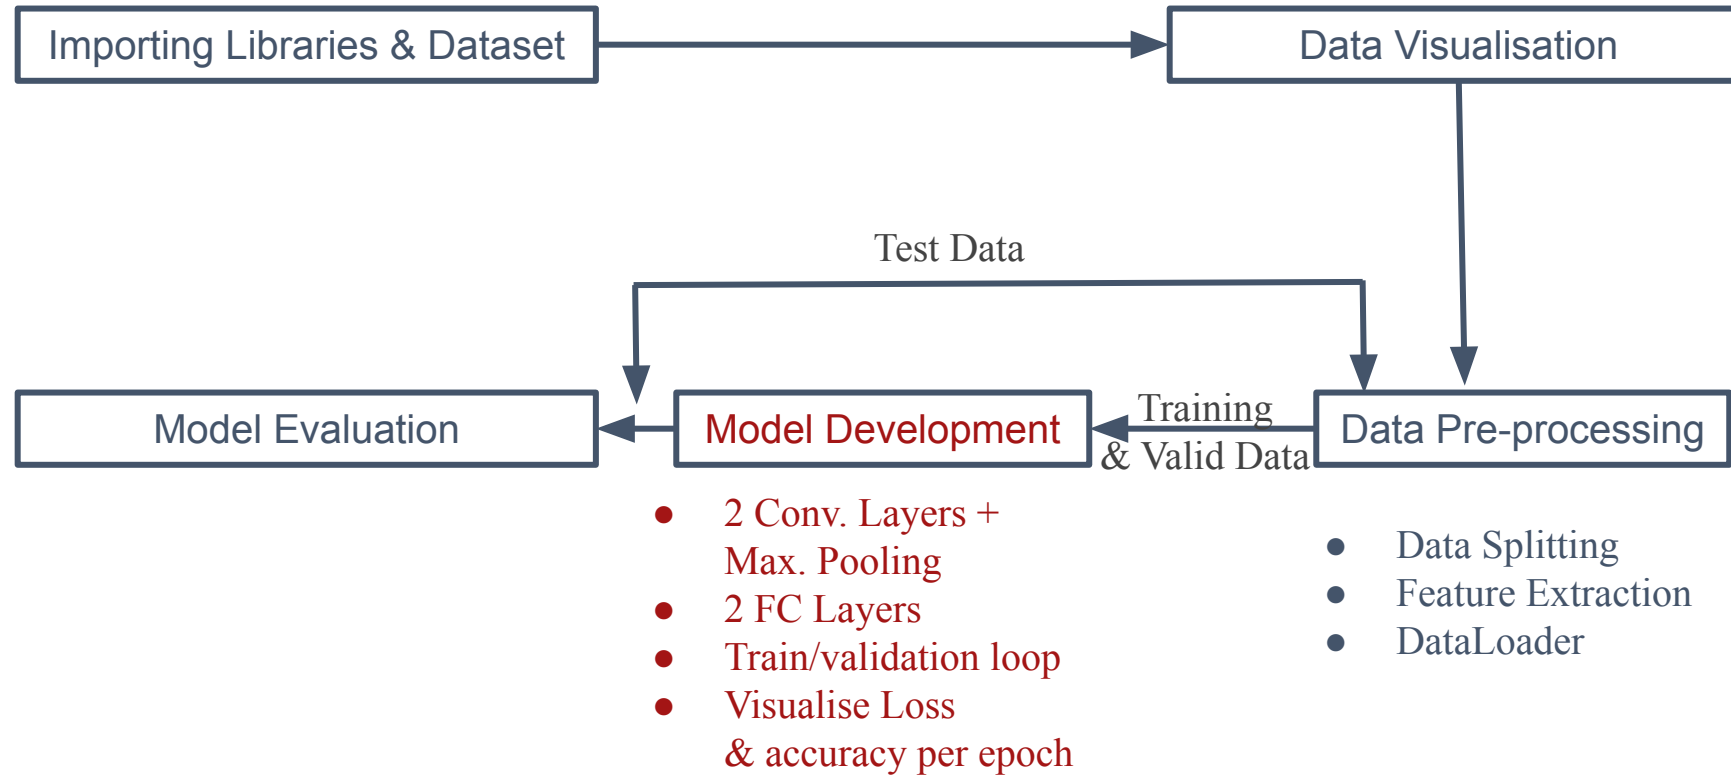 Importing Libraries & Dataset
Data Visualisation
Test Data
Model Evaluation
Model Development
Training
& Valid Data
Data Pre-processing
● 2 Conv. Layers +
Max. Pooling
● 2 FC Layers
● Train/validation loop
● Visualise Loss
& accuracy per epoch
● Data Splitting
● Feature Extraction
● DataLoader